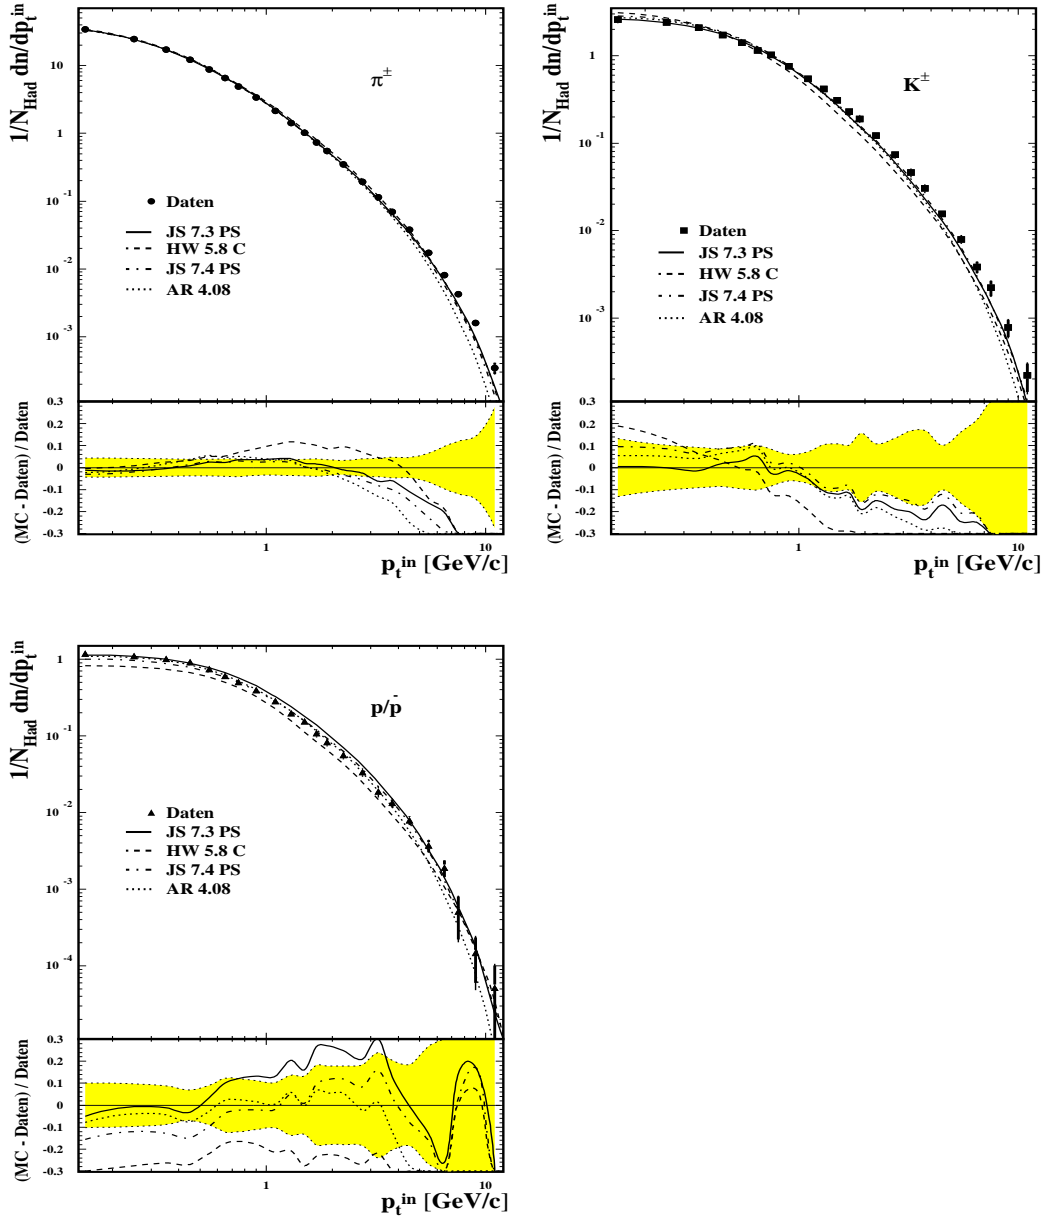 1/N_Had dn/dp_t^in
10
1
10^-1
10^-2
10^-3
π^±
Daten
JS 7.3 PS
HW 5.8 C
JS 7.4 PS
AR 4.08
(MC - Daten) / Daten
0.3
0.2
0.1
0
-0.1
-0.2
-0.3
1
10
p_t^in [GeV/c]
1/N_Had dn/dp_t^in
1
10^-1
10^-2
10^-3
K^±
Daten
JS 7.3 PS
HW 5.8 C
JS 7.4 PS
AR 4.08
(MC - Daten) / Daten
0.3
0.2
0.1
0
-0.1
-0.2
-0.3
1
10
p_t^in [GeV/c]
1/N_Had dn/dp_t^in
1
10^-1
10^-2
10^-3
10^-4
p/p̄
Daten
JS 7.3 PS
HW 5.8 C
JS 7.4 PS
AR 4.08
(MC - Daten) / Daten
0.3
0.2
0.1
0
-0.1
-0.2
-0.3
1
10
p_t^in [GeV/c]